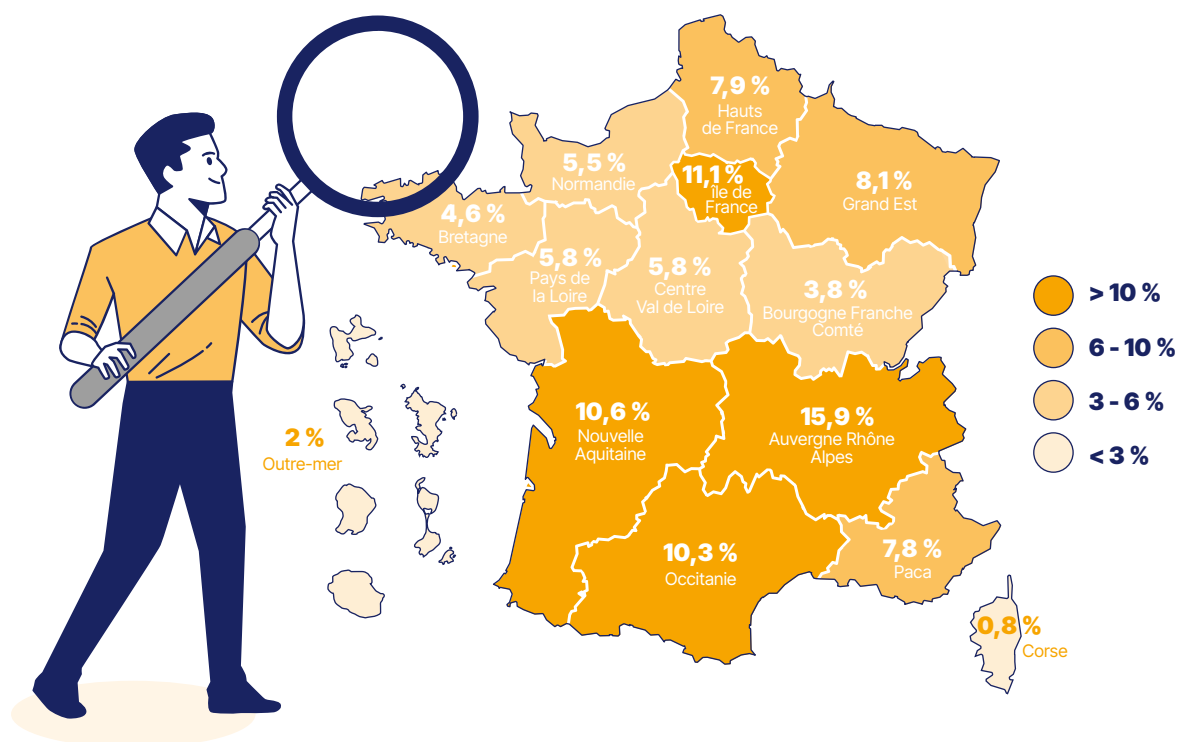 7,9 %
Hauts
de France
5,5 %
Normandie
11,1 %
île de
France
8,1 %
Grand Est
4,6 %
Bretagne
5,8 %
Pays de
la Loire
5,8 %
Centre
Val de Loire
3,8 %
Bourgogne Franche
Comté
> 10 %
6 - 10 %
3 - 6 %
< 3 %
10,6 %
Nouvelle
Aquitaine
15,9 %
Auvergne Rhône
Alpes
2 %
Outre-mer
10,3 %
Occitanie
7,8 %
Paca
0,8 %
Corse